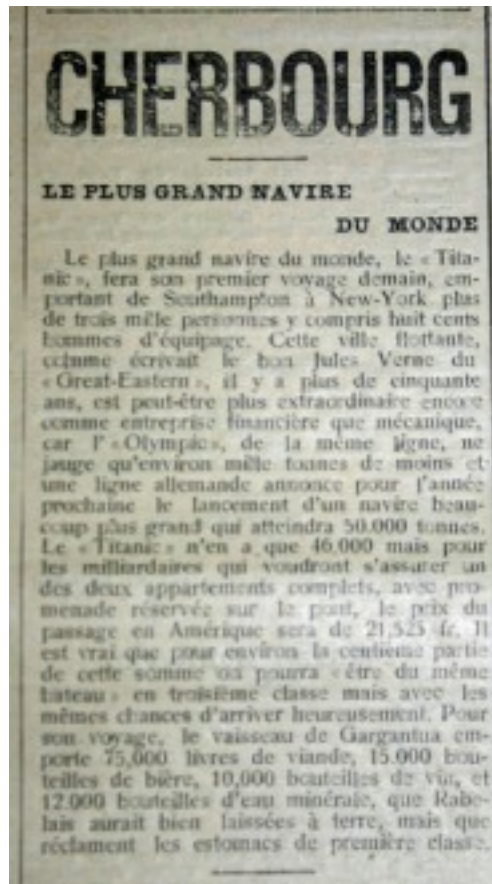 CHERBOURG
LE PLUS GRAND NAVIRE
DU MONDE
Le plus grand navire du monde, le « Tita-
nic », fera son premier voyage demain, em-
portant de Southampton à New-York plus
de trois mille personnes y compris huit cents
hommes d'équipage. Cette ville flottante,
comme écrivait le bon Jules Verne du
« Great-Eastern », il y a plus de cinquante
ans, est peut-être plus extraordinaire encore
comme entreprise financière que mécanique,
car l' « Olympic », de la même ligne, ne
jauge qu'environ mille tonnes de moins et
une ligne allemande annonce pour l'année
prochaine le lancement d'un navire beau-
coup plus grand qui atteindra 50.000 tonnes.
Le « Titanic » n'en a que 46.000 mais pour
les milliardaires qui voudront s'assurer un
des deux appartements complets, avec pro-
menade réservée sur le pont, le prix du
passage en Amérique sera de 21,525 fr. Il
est vrai que pour environ la centième partie
de cette somme on pourra « être du même
bateau » en troisième classe mais avec les
mêmes chances d'arriver heureusement. Pour
son voyage, le vaisseau de Gargantua em-
porte 75,000 livres de viande, 15.000 bou-
teilles de bière, 10,000 bouteilles de vin, et
12.000 bouteilles d'eau minérale, que Rabe-
lais aurait bien laissées à terre, mais que
réclament les estomacs de première classe.